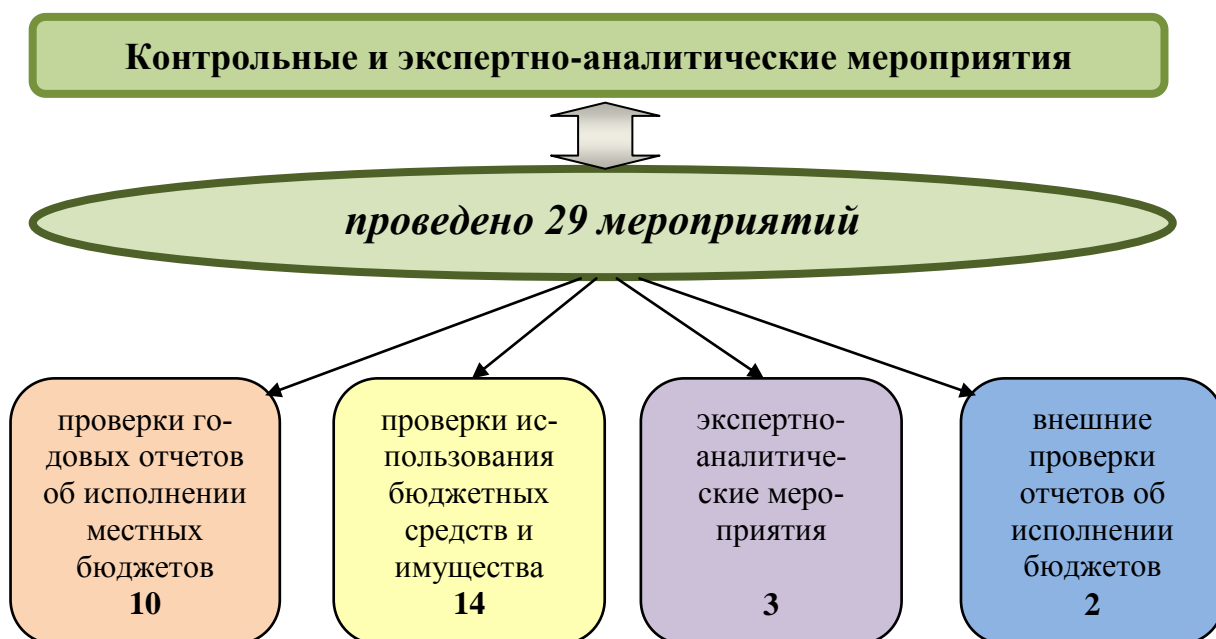 Контрольные и экспертно-аналитические мероприятия
проведено 29 мероприятий
проверки го-
довых отчетов
об исполнении
местных
бюджетов
10
проверки ис-
пользования
бюджетных
средств и
имущества
14
экспертно-
аналитиче-
ские меро-
приятия
3
внешние
проверки
отчетов об
исполнении
бюджетов
2